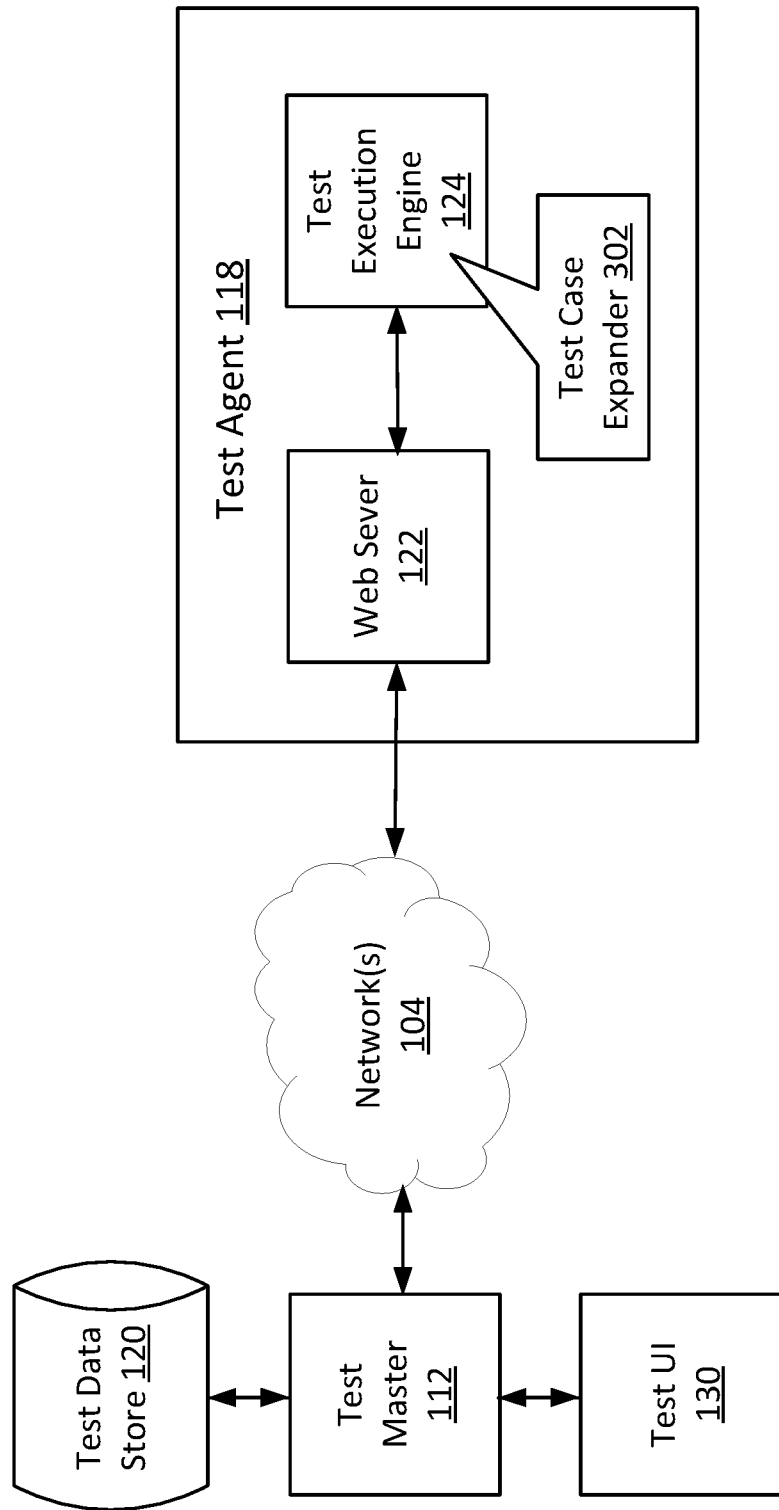 Test Data
Store 120
Test
Master
112
Test UI
130
Network(s)
104
Test Agent 118
Web Sever
122
Test
Execution
Engine
124
Test Case
Expander 302